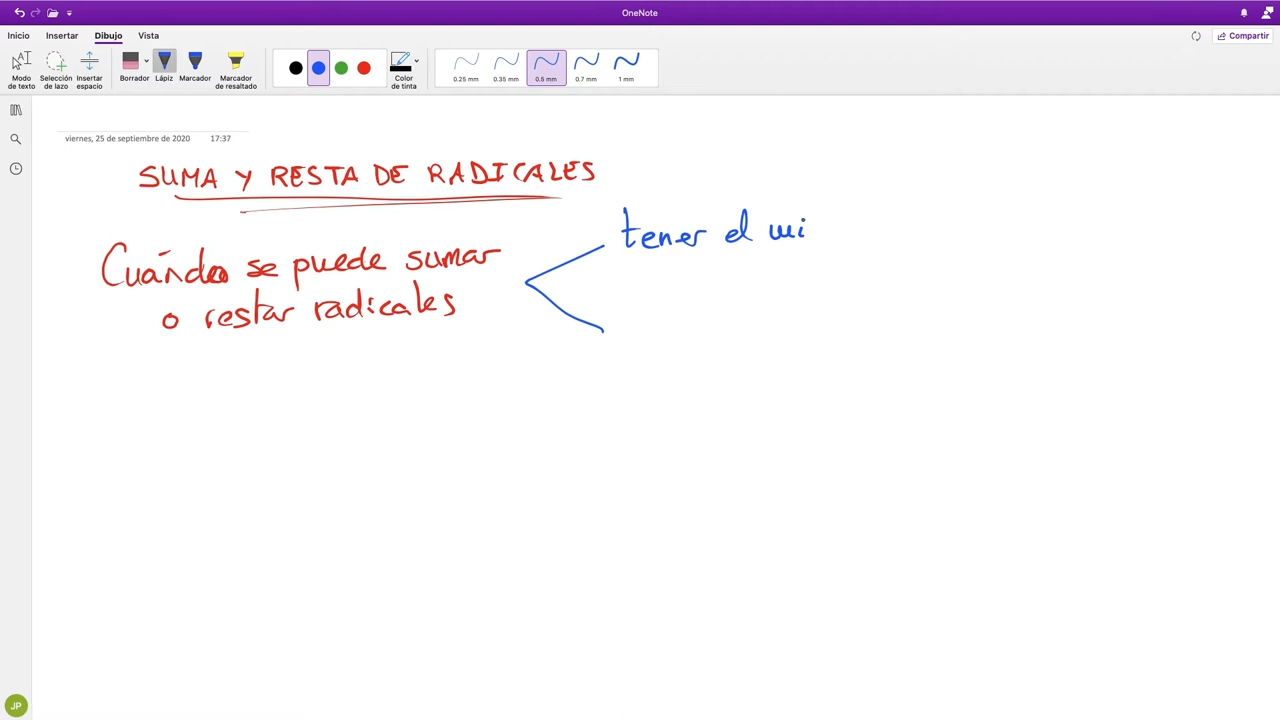 OneNote
Inicio Insertar Dibujo Vista
Compartir
Modo de texto
Selección de lazo
Insertar espacio
Borrador
Lápiz
Marcador
Marcador de resaltado
Color de tinta
0.25 mm 0.35 mm 0.5 mm 0.7 mm 1 mm
viernes, 25 de septiembre de 2020 17:37
SUMA Y RESTA DE RADICALES
tener el mi
Cuándo se puede sumar
o restar radicales
JP